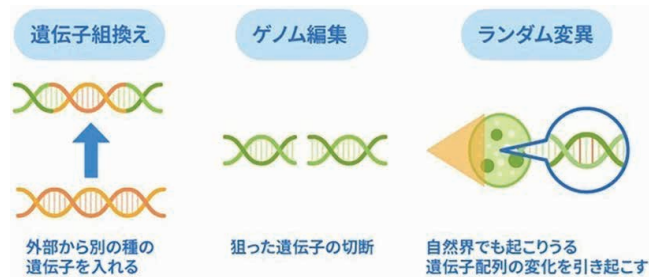 遺伝子組換え
ゲノム編集
ランダム変異
外部から別の種の
遺伝子を入れる
狙った遺伝子の切断
自然界でも起こりうる
遺伝子配列の変化を引き起こす